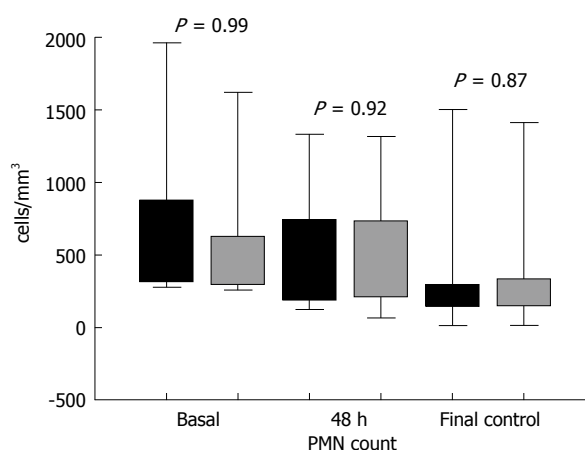 2000
1500
1000
500
0
-500
cells/mm³
P = 0.99
P = 0.92
P = 0.87
Basal
48 h
Final control
PMN count